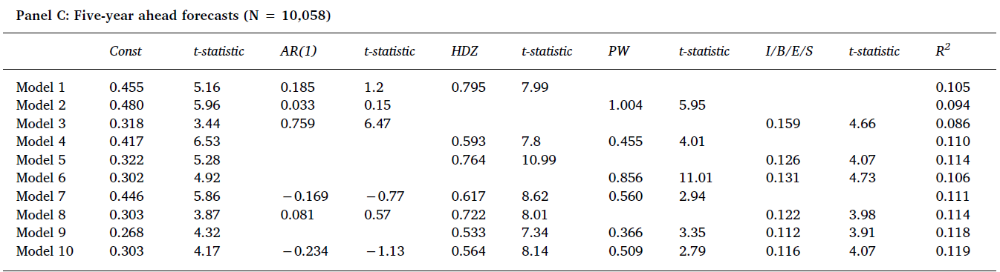 Panel C: Five-year ahead forecasts (N = 10,058)
Const t-statistic AR(1) t-statistic HDZ t-statistic PW t-statistic I/B/E/S t-statistic R²
Model 1 0.455 5.16 0.185 1.2 0.795 7.99 0.105
Model 2 0.480 5.96 0.033 0.15 1.004 5.95 0.094
Model 3 0.318 3.44 0.759 6.47 0.159 4.66 0.086
Model 4 0.417 6.53 0.593 7.8 0.455 4.01 0.110
Model 5 0.322 5.28 0.764 10.99 0.126 4.07 0.114
Model 6 0.302 4.92 0.856 11.01 0.131 4.73 0.106
Model 7 0.446 5.86 −0.169 −0.77 0.617 8.62 0.560 2.94 0.111
Model 8 0.303 3.87 0.081 0.57 0.722 8.01 0.122 3.98 0.114
Model 9 0.268 4.32 0.533 7.34 0.366 3.35 0.112 3.91 0.118
Model 10 0.303 4.17 −0.234 −1.13 0.564 8.14 0.509 2.79 0.116 4.07 0.119